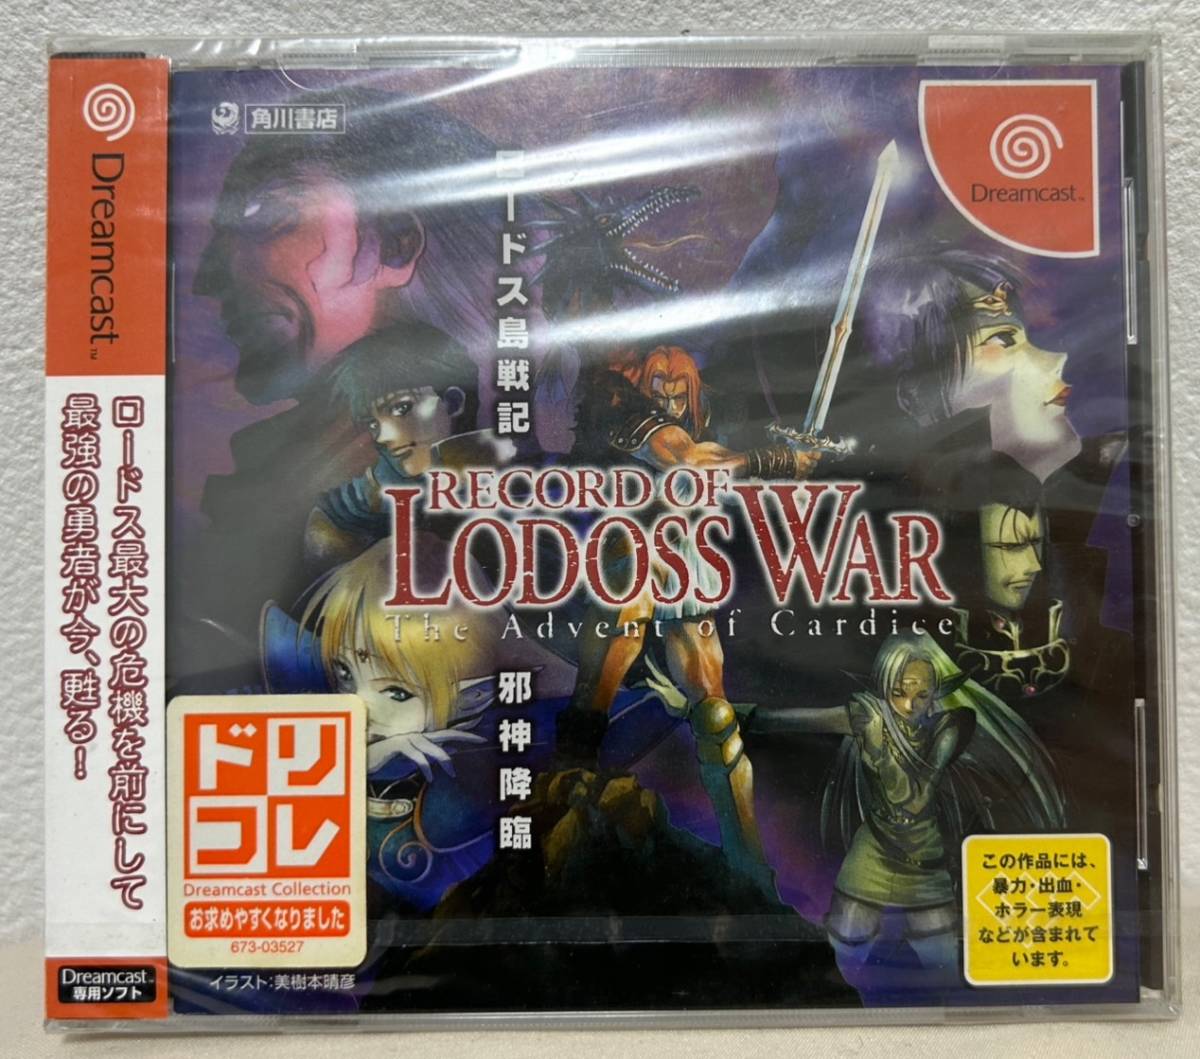 Dreamcast™
ロードス最大の危機を前にして
最強の勇者が今、甦る!
Dreamcast™
専用ソフト
角川書店
ロードス島戦記
RECORD OF
LODOSS WAR
The Advent of Cardice
邪神降臨
Dreamcast™
ドリ
コレ
Dreamcast Collection
お求めやすくなりました
673-03527
イラスト:美樹本晴彦
この作品には、
暴力・出血・
ホラー表現
などが含まれて
います。